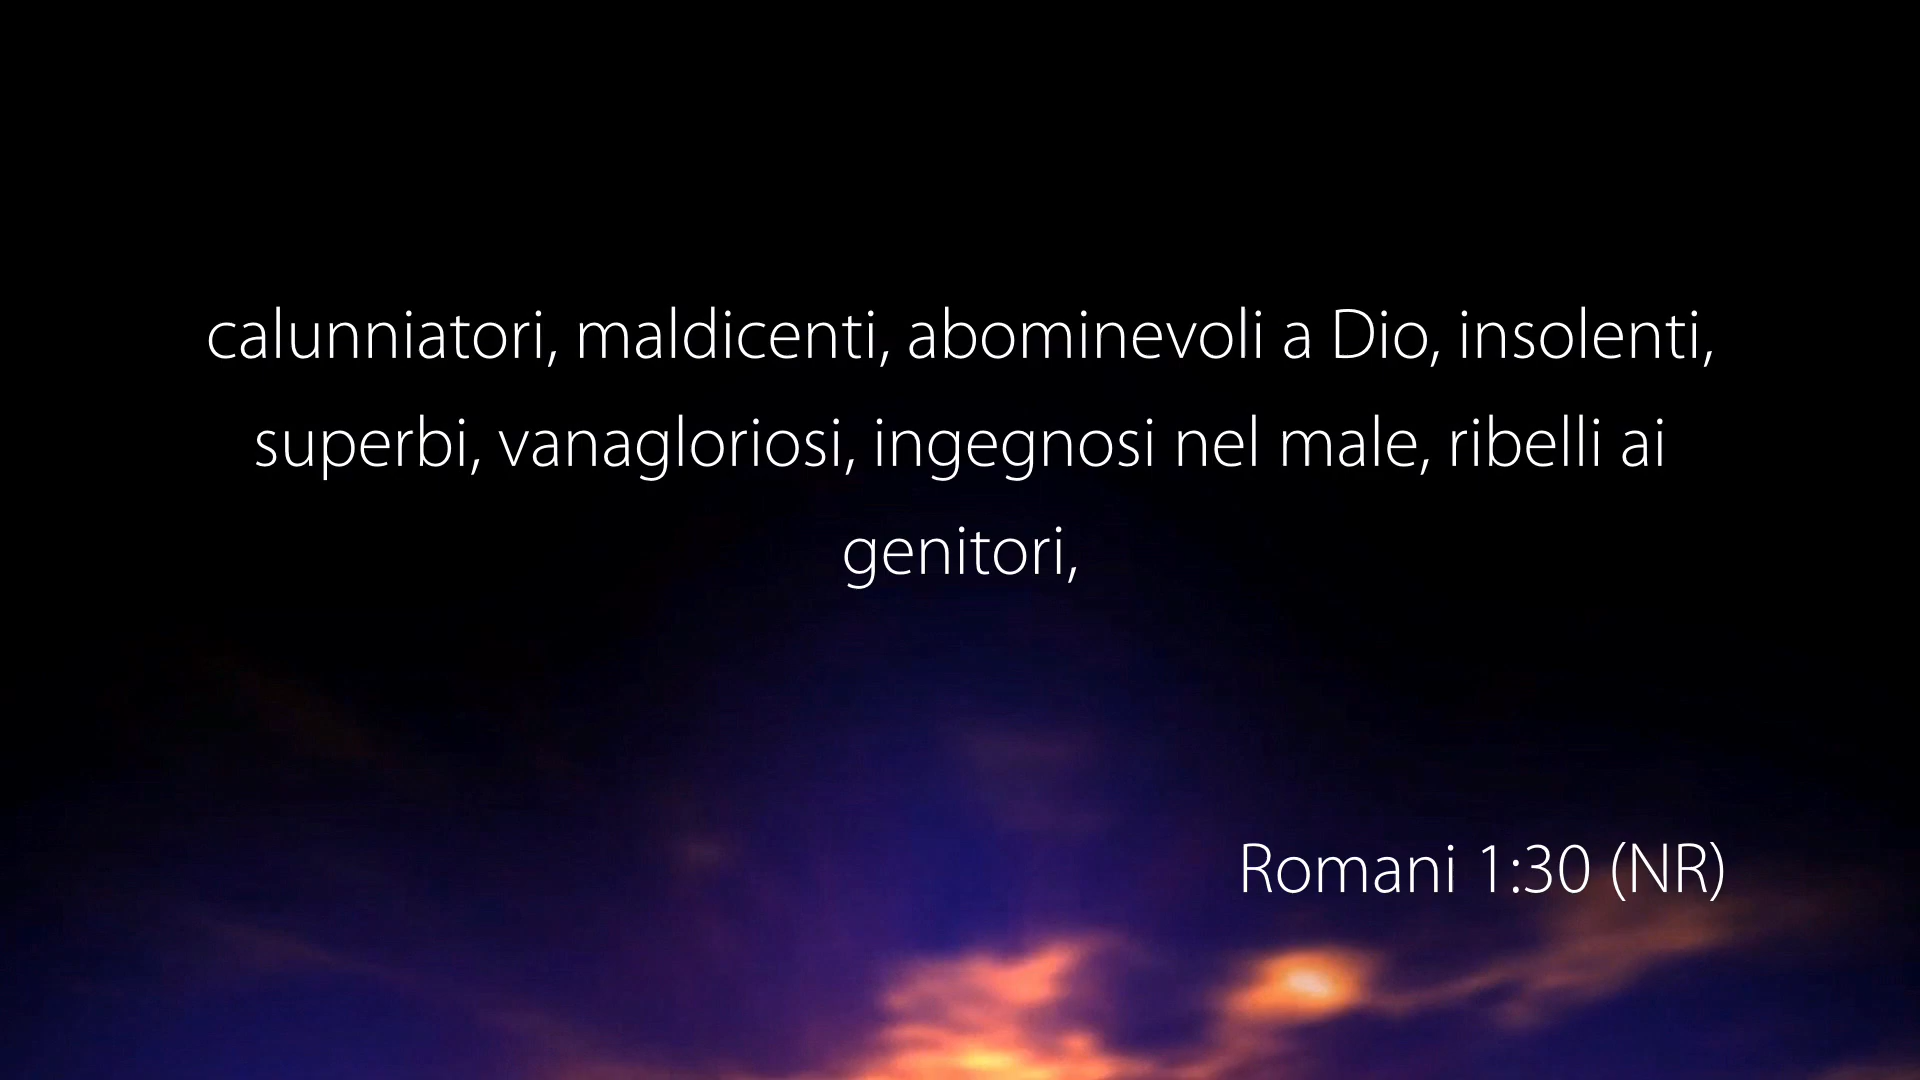 calunniatori, maldicenti, abominevoli a Dio, insolenti,
superbi, vanagloriosi, ingegnosi nel male, ribelli ai
genitori,
Romani 1:30 (NR)